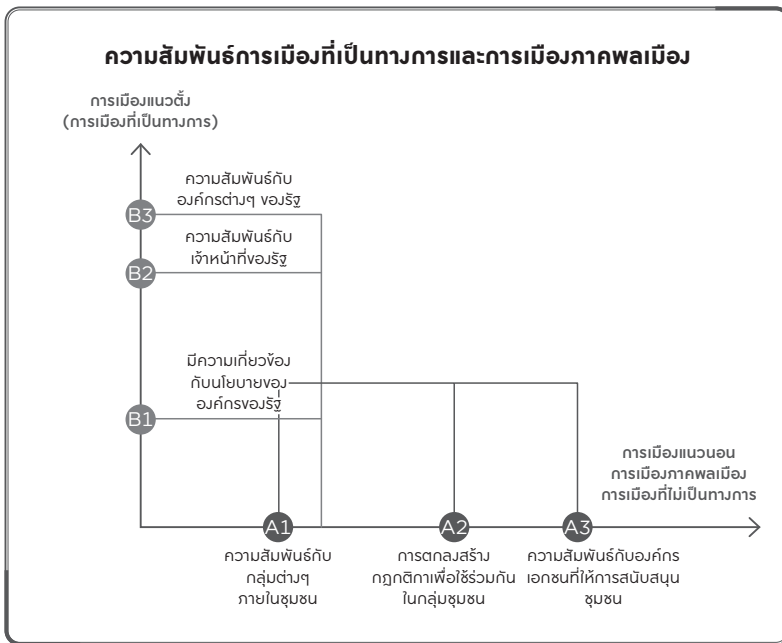 ความสัมพันธ์การเมืองที่เป็นทางการและการเมืองภาคพลเมือง
การเมืองแนวตั้ง
(การเมืองที่เป็นทางการ)
B3
ความสัมพันธ์กับ
องค์กรต่างๆ ของรัฐ
B2
ความสัมพันธ์กับ
เจ้าหน้าที่ของรัฐ
B1
มีความเกี่ยวข้อง
กับนโยบายของ
องค์กรของรัฐ
การเมืองแนวนอน
การเมืองภาคพลเมือง
การเมืองที่ไม่เป็นทางการ
A1
ความสัมพันธ์กับ
กลุ่มต่างๆ
ภายในชุมชน
A2
การตกลงสร้าง
กฎกติกาเพื่อใช้ร่วมกัน
ในกลุ่มชุมชน
A3
ความสัมพันธ์กับองค์กร
เอกชนที่ให้การสนับสนุน
ชุมชน